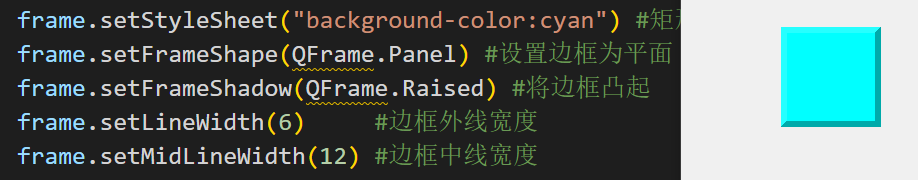 frame.setStyleSheet("background-color:cyan") #矩
frame.setFrameShape(QFrame.Panel) #设置边框为平面
frame.setFrameShadow(QFrame.Raised) #将边框凸起
frame.setLineWidth(6) #边框外线宽度
frame.setMidLineWidth(12) #边框中线宽度